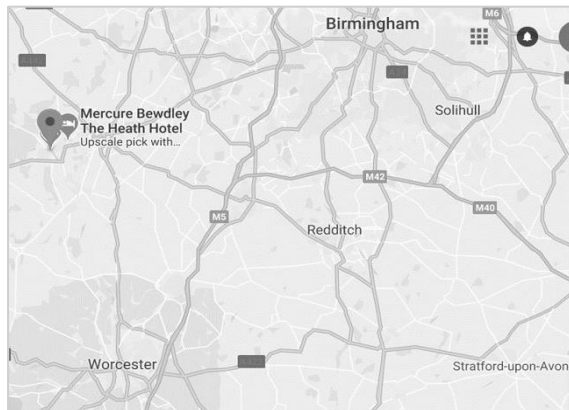 Birmingham
M6
Solihull
Mercure Bewdley
The Heath Hotel
Upscale pick with...
M42
M40
M5
Redditch
Worcester
Stratford-upon-Avon